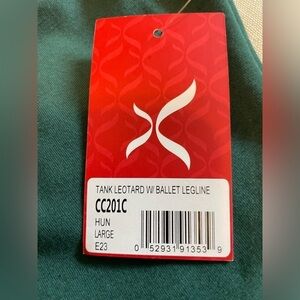 TANK LEOTARD W/ BALLET LEGLINE
CC201C
HUN
LARGE
E23
0 52931 91353 9